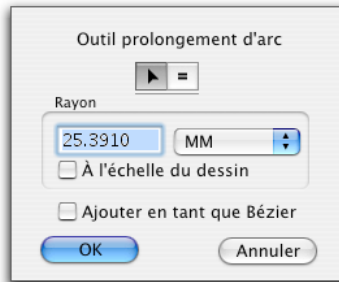 Outil prolongement d'arc
=
Rayon
25.3910 MM
À l'échelle du dessin
Ajouter en tant que Bézier
OK Annuler